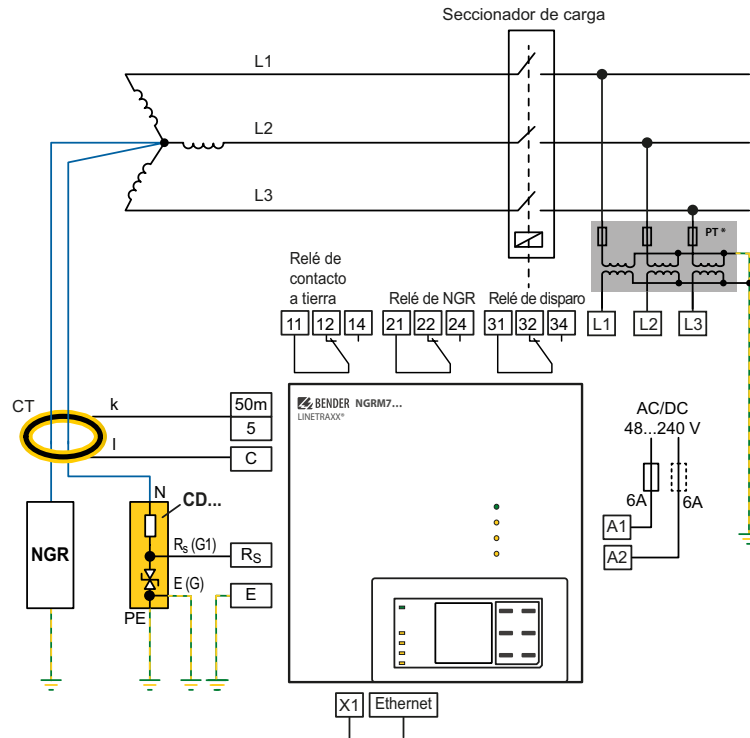 Seccionador de carga
L1
L2
L3
PT *
Relé de
contacto
a tierra
Relé de NGR
Relé de disparo
11
12
14
21
22
24
31
32
34
L1
L2
L3
CT
k
l
50m
5
C
BENDER NGRM7...
LINETRAXX®
AC/DC
48...240 V
6A
6A
A1
A2
N
CD...
NGR
Rs (G1)
RS
E (G)
E
PE
X1
Ethernet